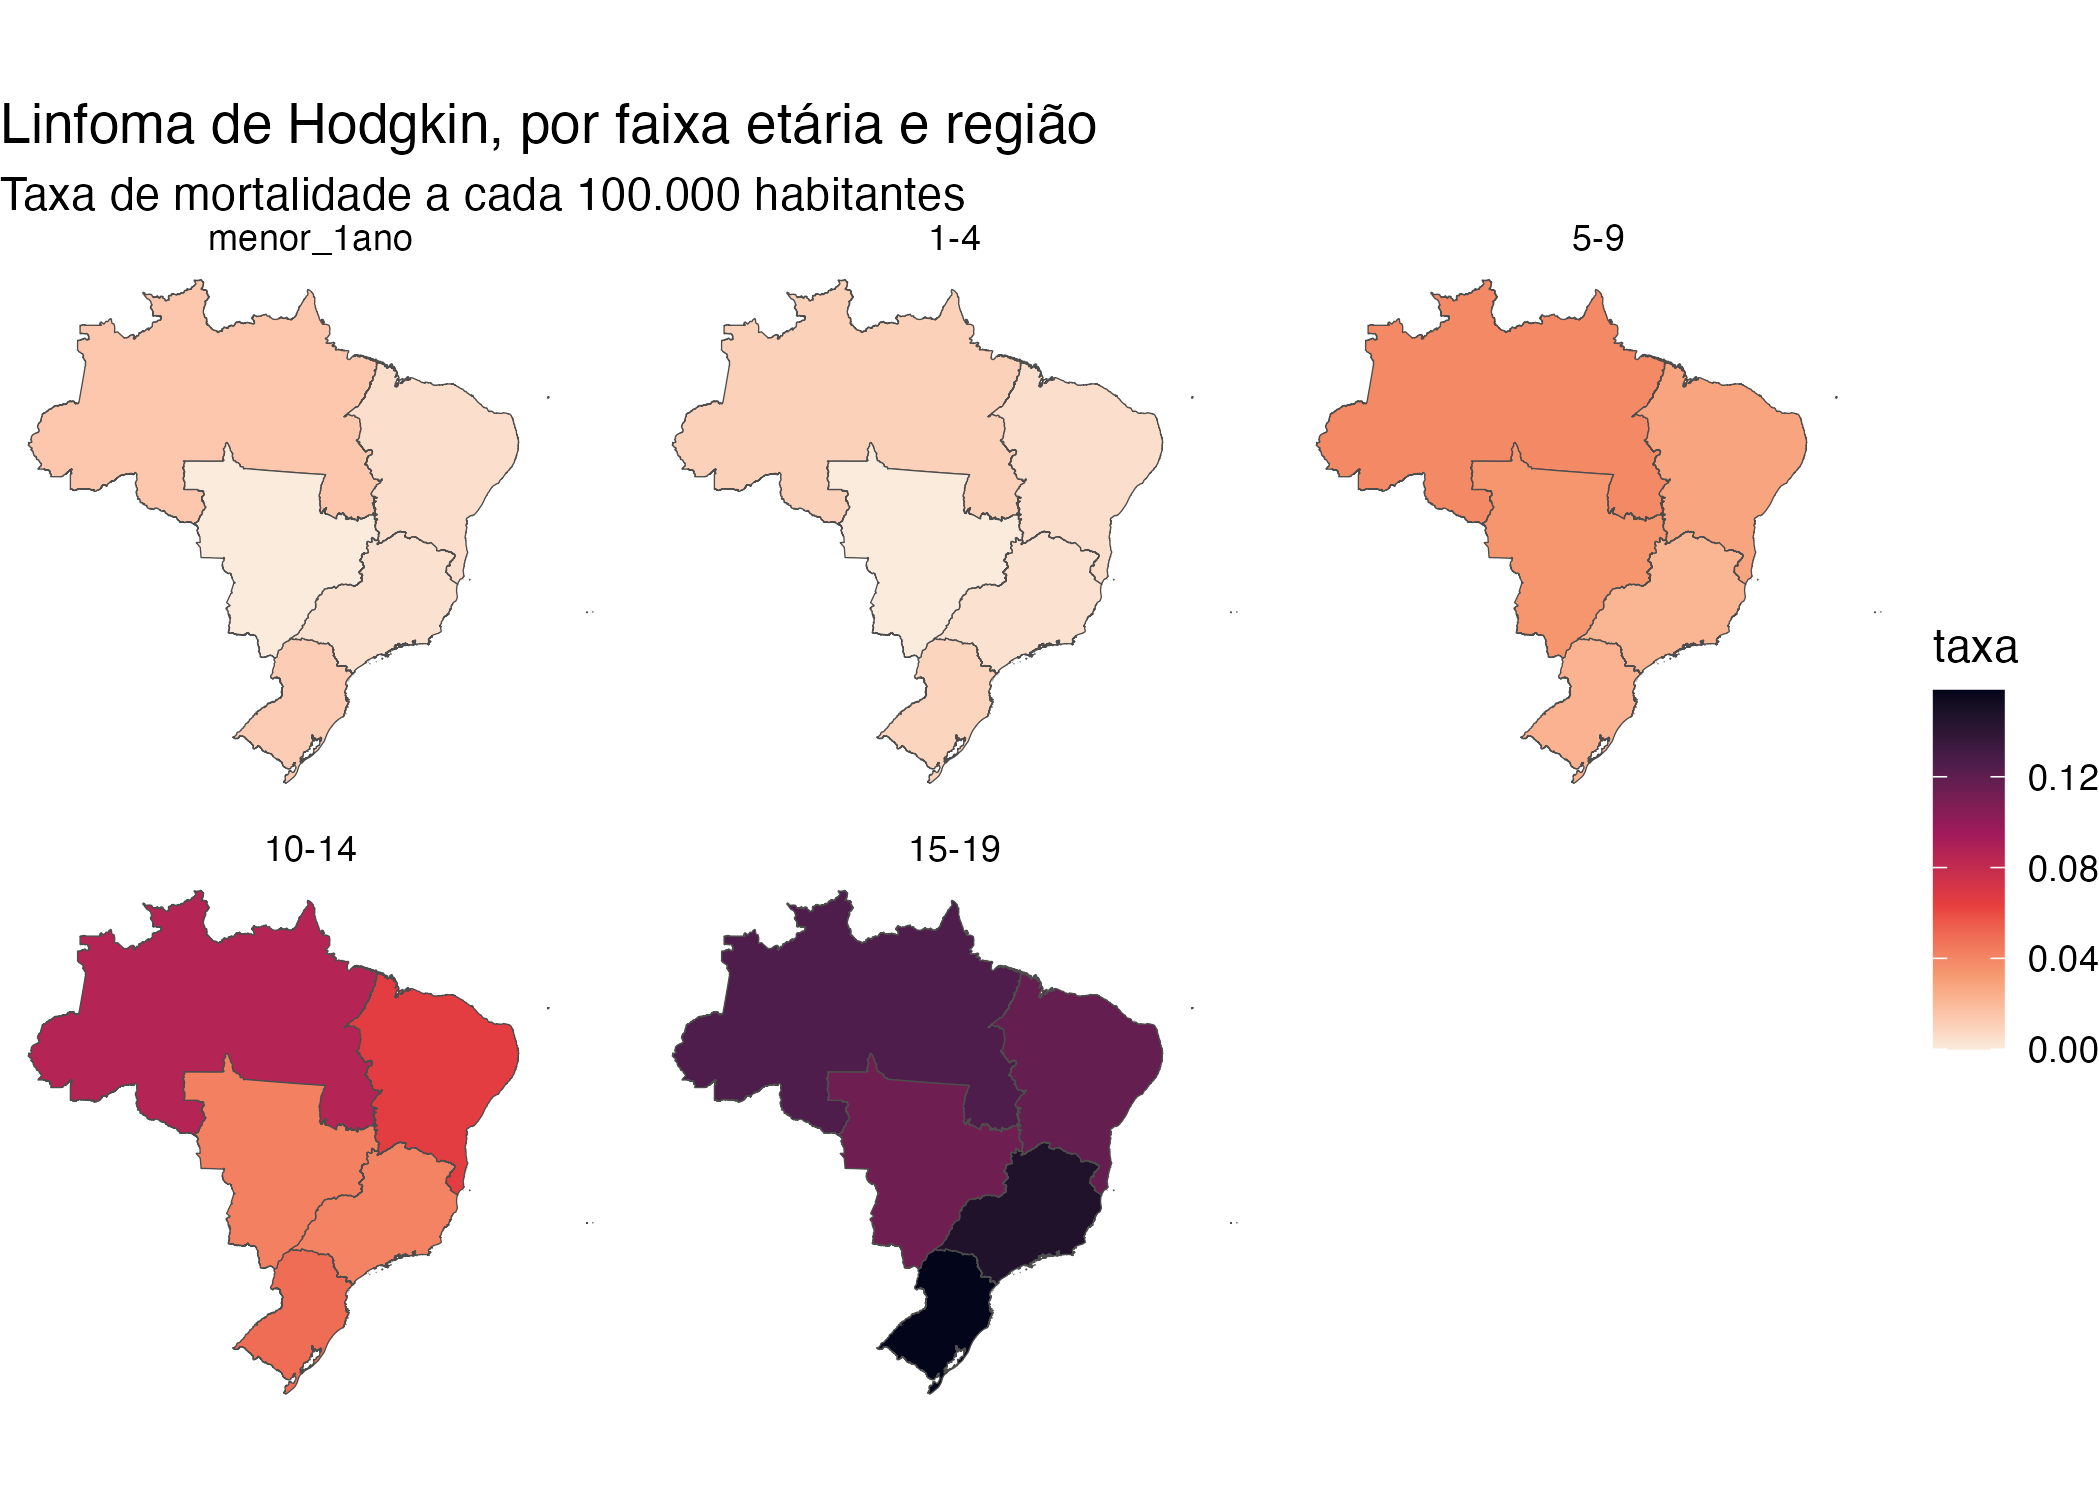 Linfoma de Hodgkin, por faixa etária e região
Taxa de mortalidade a cada 100.000 habitantes
menor_1ano
1-4
5-9
10-14
15-19
taxa
0.12
0.08
0.04
0.00